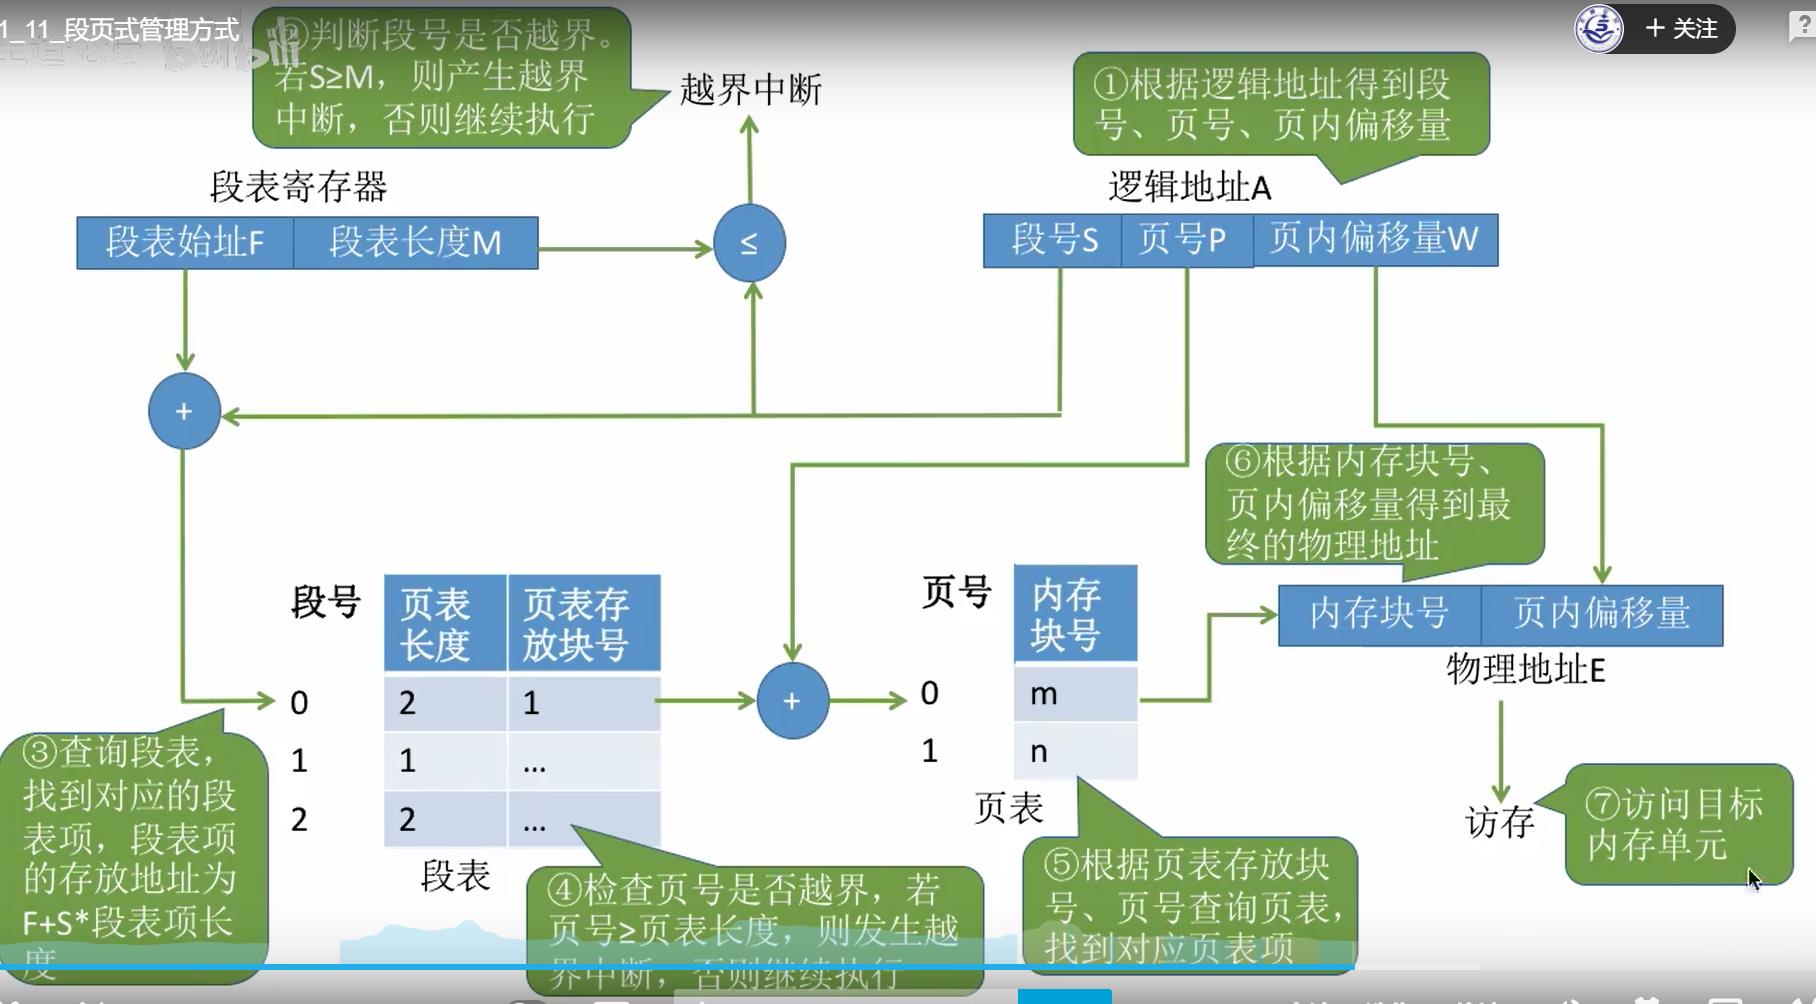 1_11_段页式管理方式
+ 关注
②判断段号是否越界。
若S≥M，则产生越界
中断，否则继续执行
越界中断
①根据逻辑地址得到段
号、页号、页内偏移量
段表寄存器
逻辑地址A
段表始址F
段表长度M
≤
段号S
页号P
页内偏移量W
+
⑥根据内存块号、
页内偏移量得到最
终的物理地址
段号
页表
长度
页表存
放块号
0
2
1
1
1
...
2
2
...
段表
+
页号
内存
块号
0
m
1
n
页表
内存块号
页内偏移量
物理地址E
访存
③查询段表，
找到对应的段
表项，段表项
的存放地址为
F+S*段表项长
度
④检查页号是否越界，若
页号≥页表长度，则发生越
界中断，否则继续执行
⑤根据页表存放块
号、页号查询页表，
找到对应页表项
⑦访问目标
内存单元